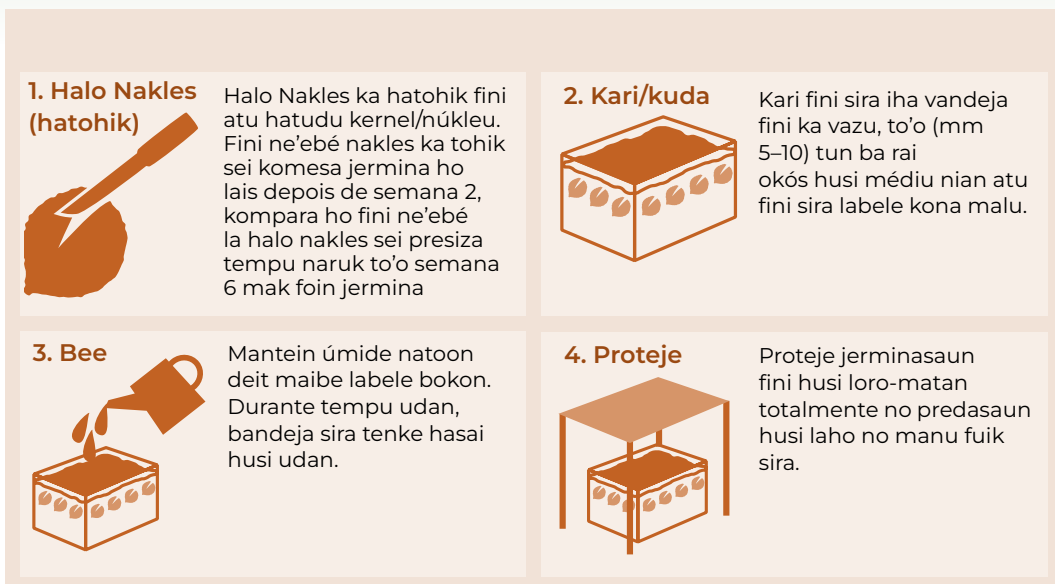 1. Halo Nakles
(hatohik)
Halo Nakles ka hatohik fini
atu hatudu kernel/núkleu.
Fini ne’ebé nakles ka tohik
sei komesa jermina ho
lais depois de semana 2,
kompara ho fini ne’ebé
la halo nakles sei presiza
tempu naruk to’o semana
6 mak foin jermina
2. Kari/kuda
Kari fini sira iha vandeja
fini ka vazu, to’o (mm
5–10) tun ba rai
okós husi médiu nian atu
fini sira labele kona malu.
3. Bee
Mantein úmide natoon
deit maibe labele bokon.
Durante tempu udan,
bandeja sira tenke hasai
husi udan.
4. Proteje
Proteje jerminasaun
fini husi loro-matan
totalmente no predasaun
husi laho no manu fuik
sira.